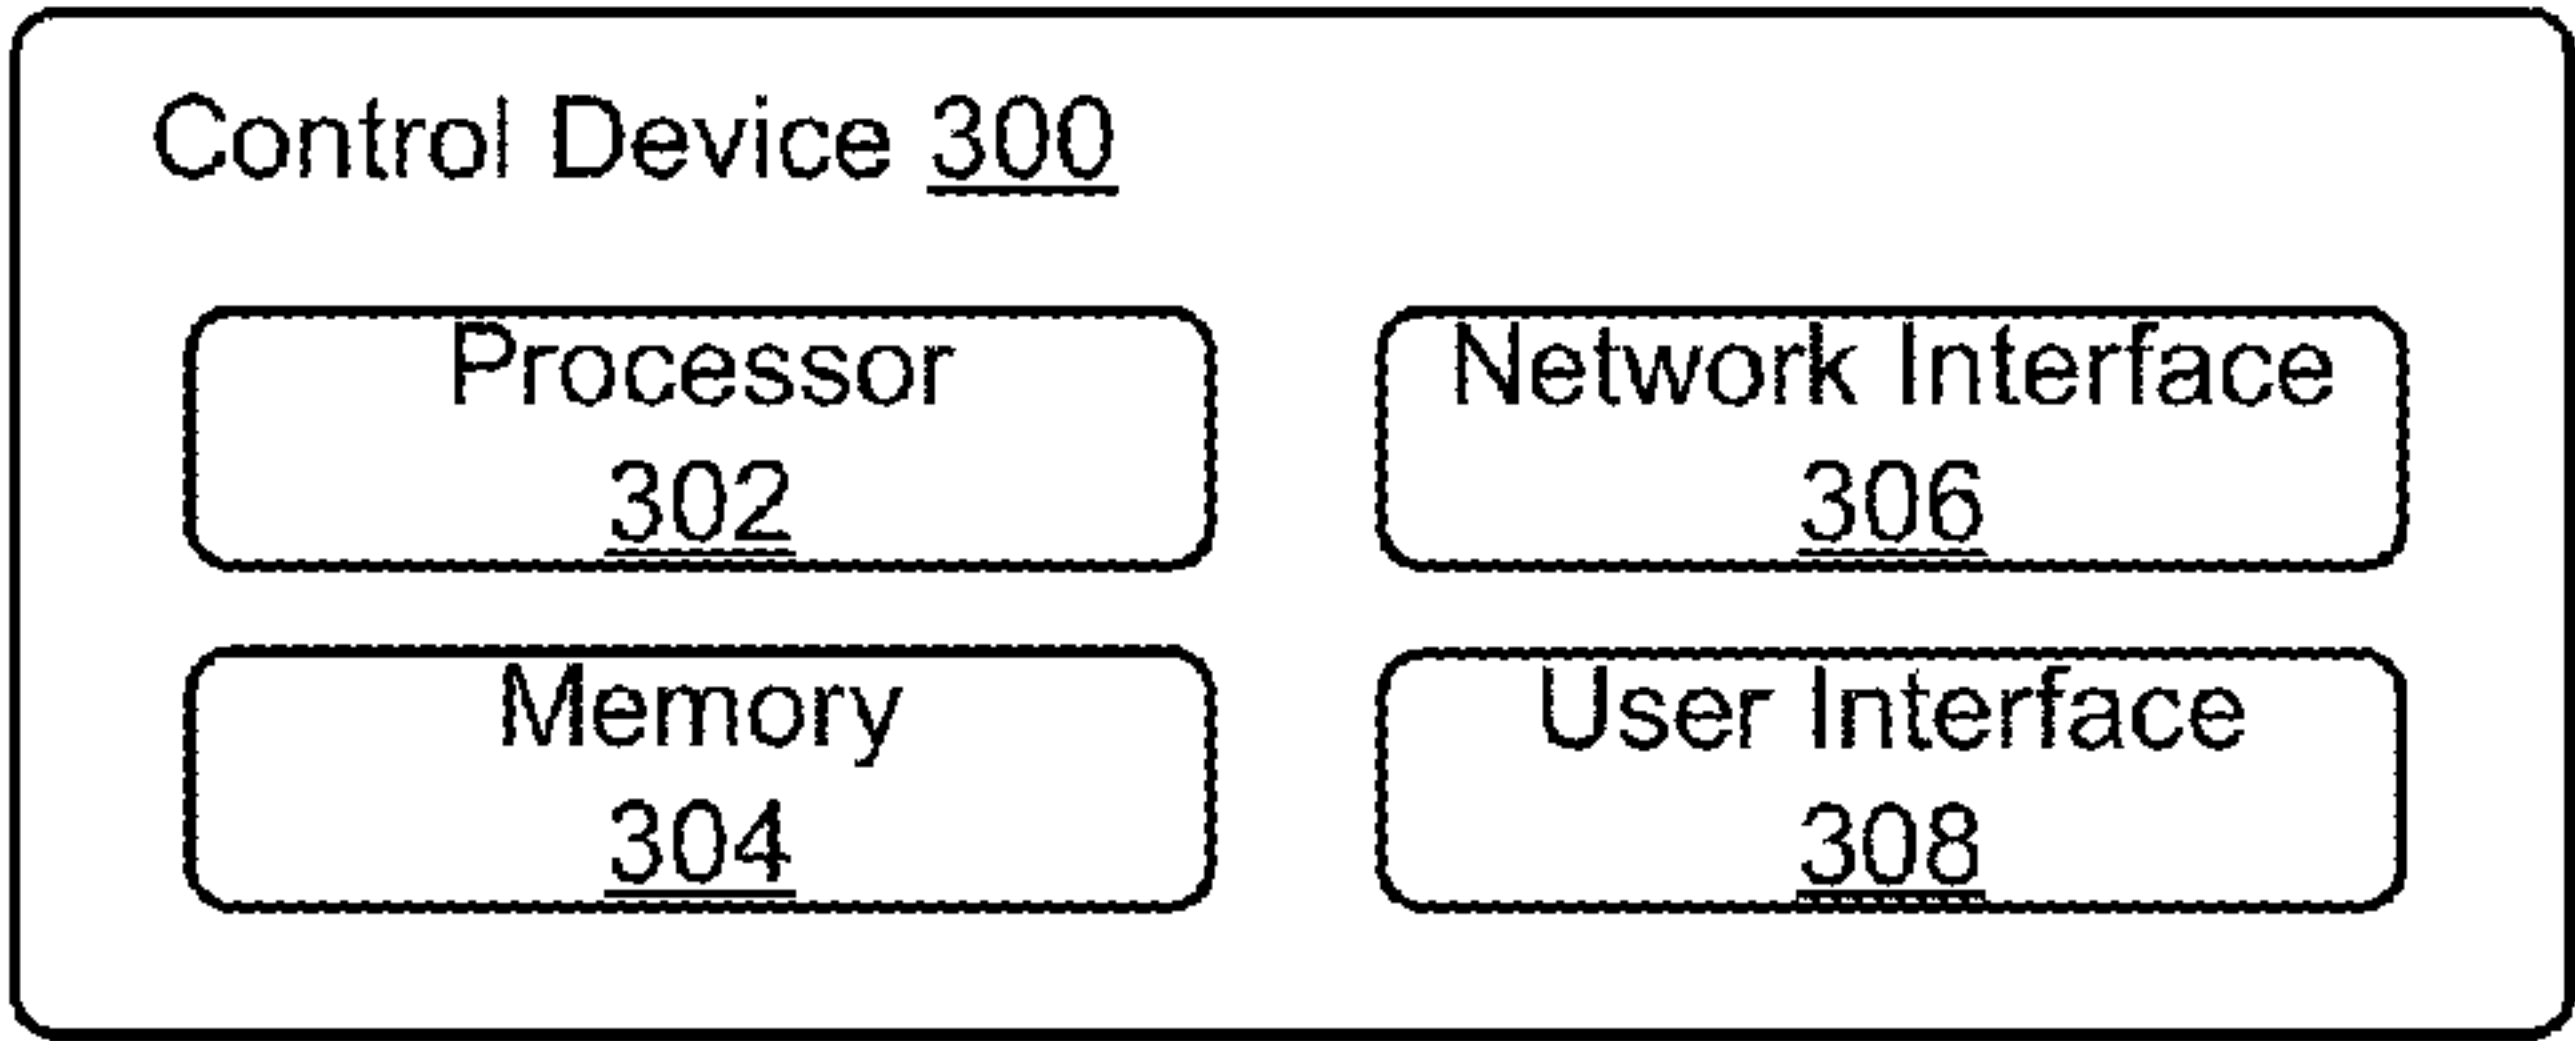 Control Device 300
Processor
302
Network Interface
306
Memory
304
User Interface
308